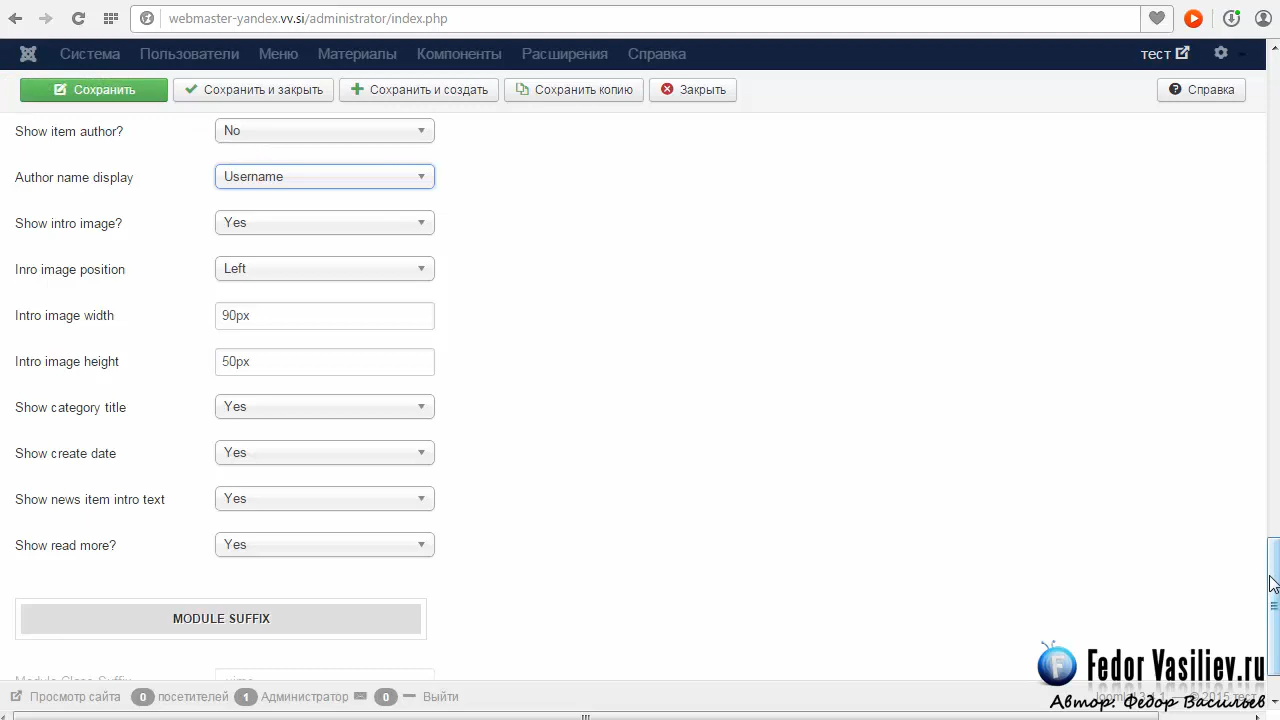 webmaster-yandex.vv.si/administrator/index.php
Система Пользователи Меню Материалы Компоненты Расширения Справка тест
Сохранить Сохранить и закрыть Сохранить и создать Сохранить копию Закрыть Справка
Show item author? No
Author name display Username
Show intro image? Yes
Inro image position Left
Intro image width 90px
Intro image height 50px
Show category title Yes
Show create date Yes
Show news item intro text Yes
Show read more? Yes
MODULE SUFFIX
Module Class Suffix
Fedor Vasiliev.ru
Просмотр сайта 0 посетителей 1 Администратор 0 Выйти
Автор: Федор Васильев